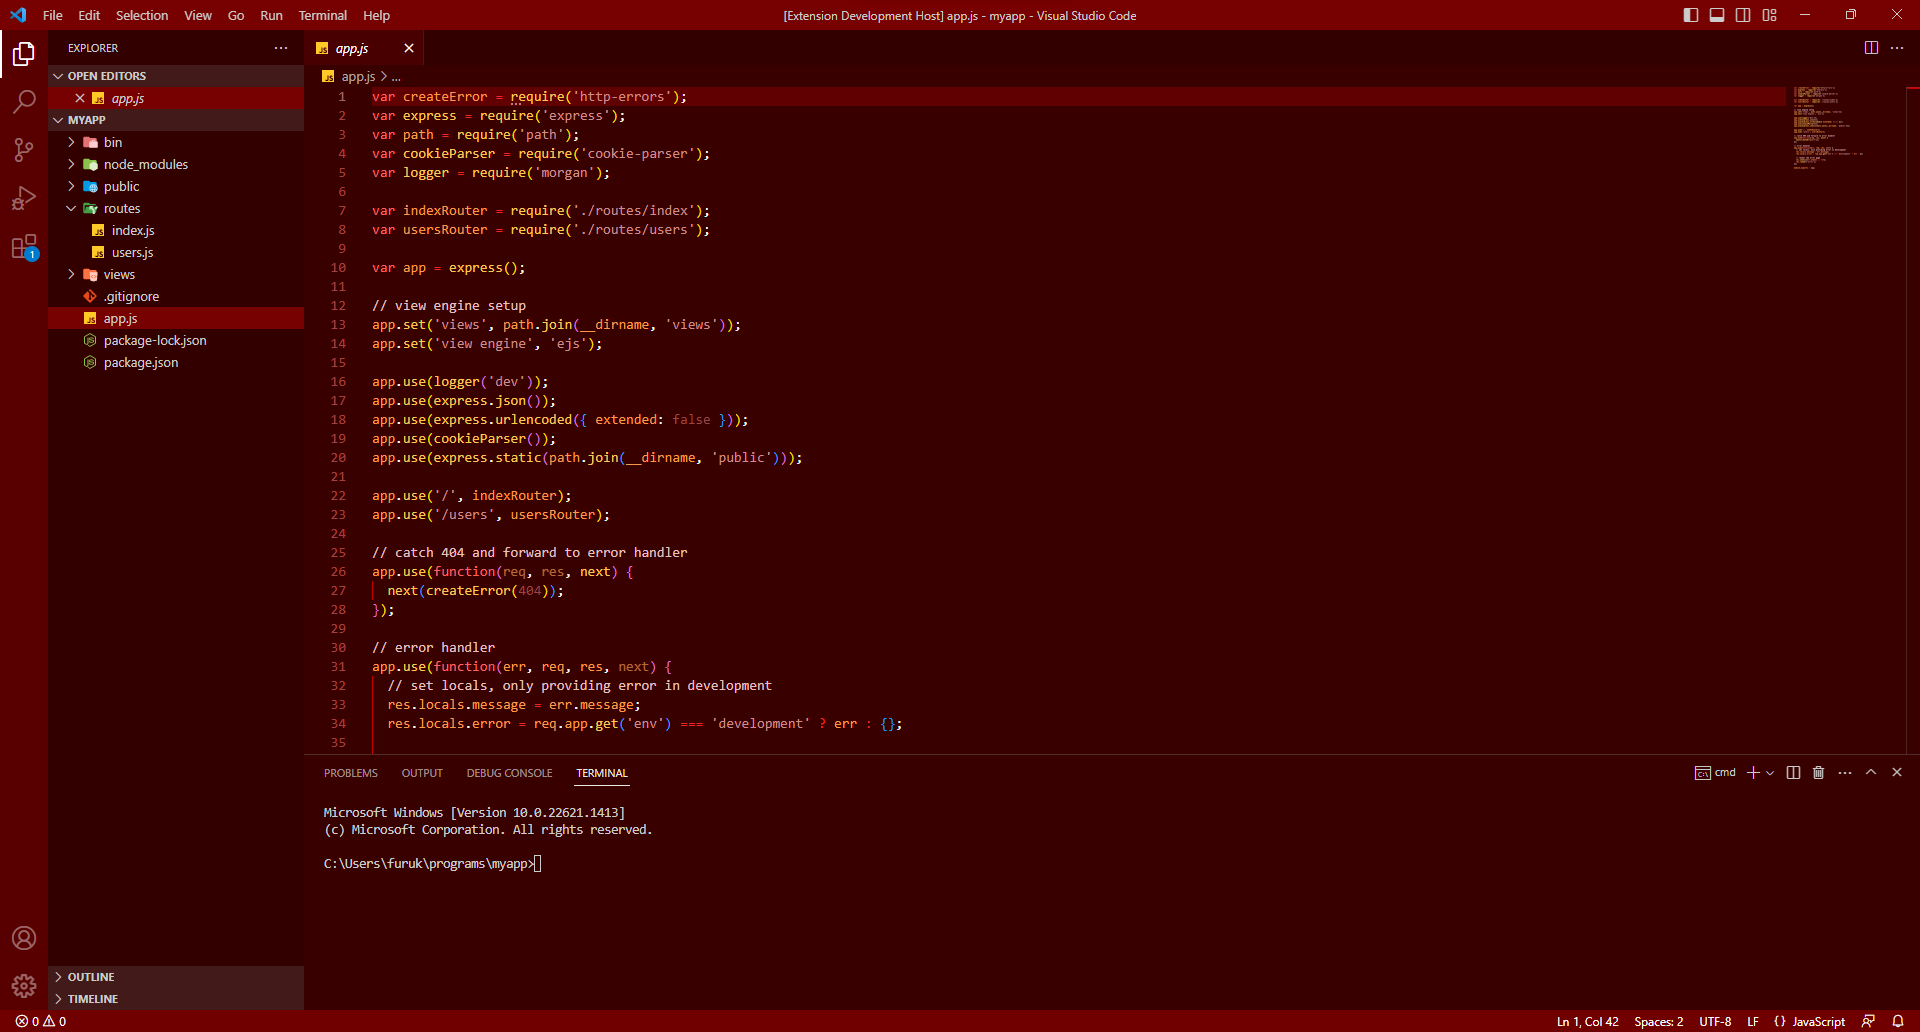 File Edit Selection View Go Run Terminal Help
[Extension Development Host] app.js - myapp - Visual Studio Code
EXPLORER
OPEN EDITORS
app.js
MYAPP
bin
node_modules
public
routes
index.js
users.js
views
.gitignore
app.js
package-lock.json
package.json
OUTLINE
TIMELINE
1
app.js
app.js > ...
1 var createError = require('http-errors');
2 var express = require('express');
3 var path = require('path');
4 var cookieParser = require('cookie-parser');
5 var logger = require('morgan');
6
7 var indexRouter = require('./routes/index');
8 var usersRouter = require('./routes/users');
9
10 var app = express();
11
12 // view engine setup
13 app.set('views', path.join(__dirname, 'views'));
14 app.set('view engine', 'ejs');
15
16 app.use(logger('dev'));
17 app.use(express.json());
18 app.use(express.urlencoded({ extended: false }));
19 app.use(cookieParser());
20 app.use(express.static(path.join(__dirname, 'public')));
21
22 app.use('/', indexRouter);
23 app.use('/users', usersRouter);
24
25 // catch 404 and forward to error handler
26 app.use(function(req, res, next) {
27   next(createError(404));
28 });
29
30 // error handler
31 app.use(function(err, req, res, next) {
32   // set locals, only providing error in development
33   res.locals.message = err.message;
34   res.locals.error = req.app.get('env') === 'development' ? err : {};
35
PROBLEMS OUTPUT DEBUG CONSOLE TERMINAL
cmd
Microsoft Windows [Version 10.0.22621.1413]
(c) Microsoft Corporation. All rights reserved.
C:\Users\furuk\programs\myapp>
0 0
Ln 1, Col 42 Spaces: 2 UTF-8 LF {} JavaScript